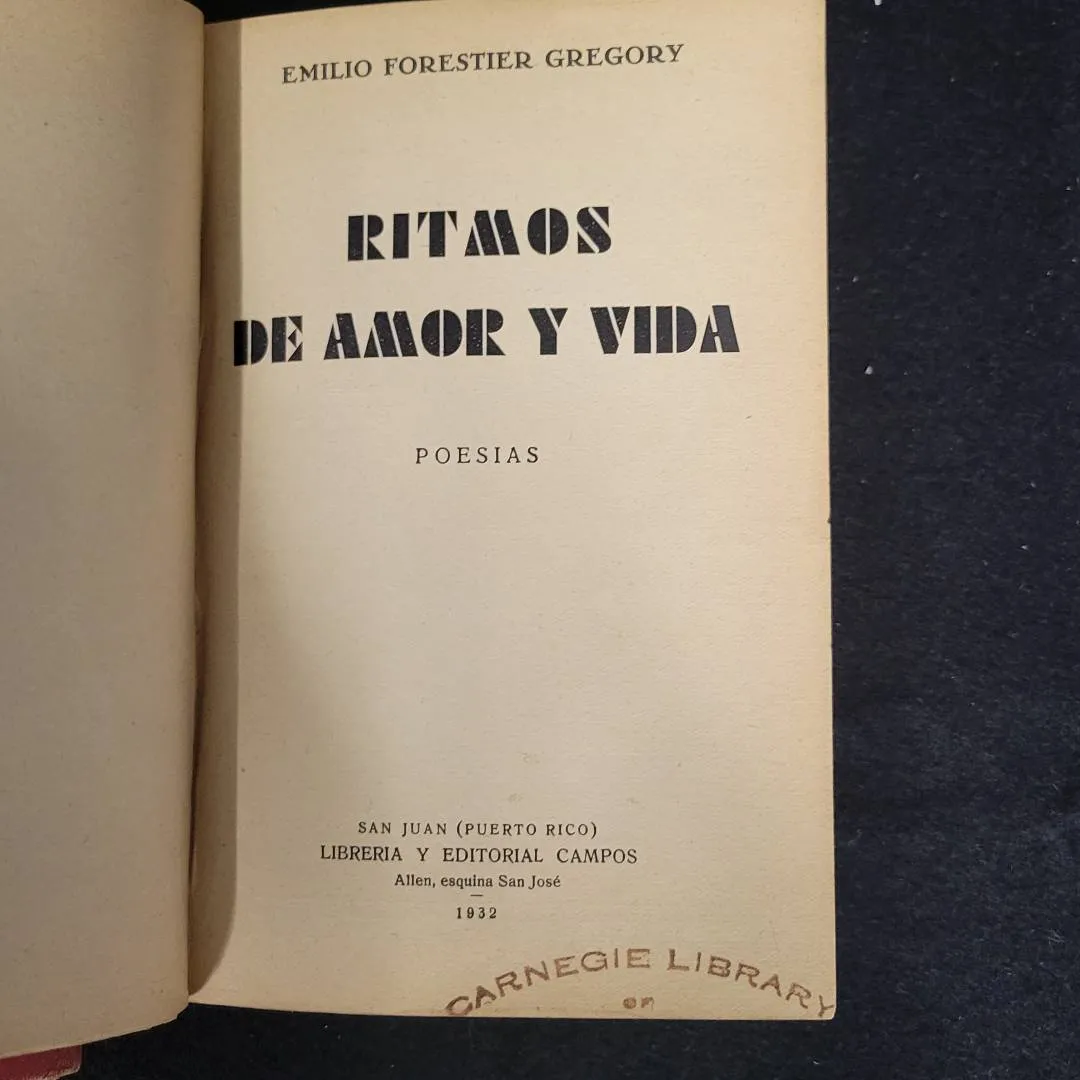 EMILIO FORESTIER GREGORY
RITMOS
DE AMOR Y VIDA
POESIAS
SAN JUAN (PUERTO RICO)
LIBRERIA Y EDITORIAL CAMPOS
Allen, esquina San José
1932
CARNEGIE LIBRARY